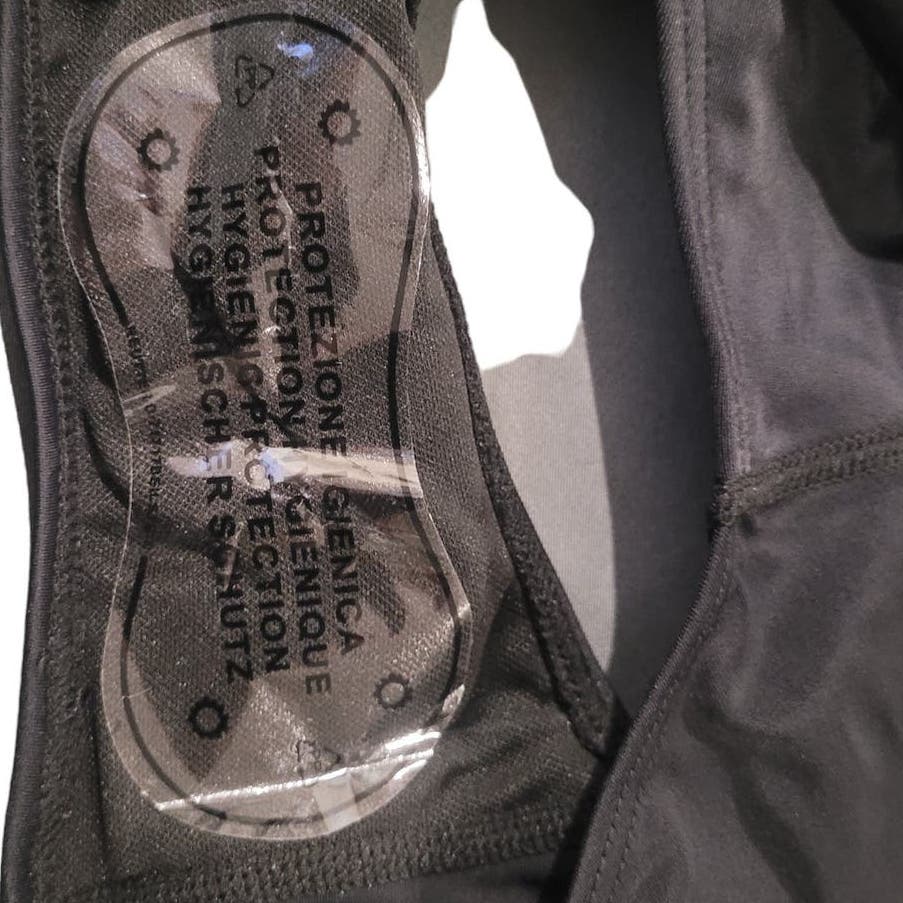 PROTEZIONE IGIENICA
PROTECTION HYGIENIQUE
HYGIENIC PROTECTION
HYGIENISCHER SCHUTZ